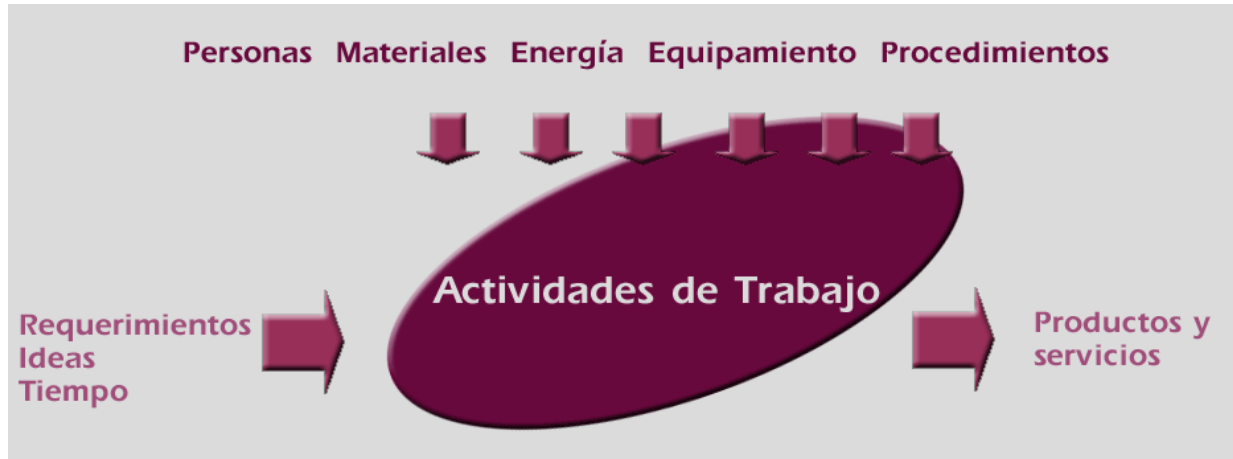 Personas Materiales Energía Equipamiento Procedimientos
Actividades de Trabajo
Requerimientos
Ideas
Tiempo
Productos y
servicios